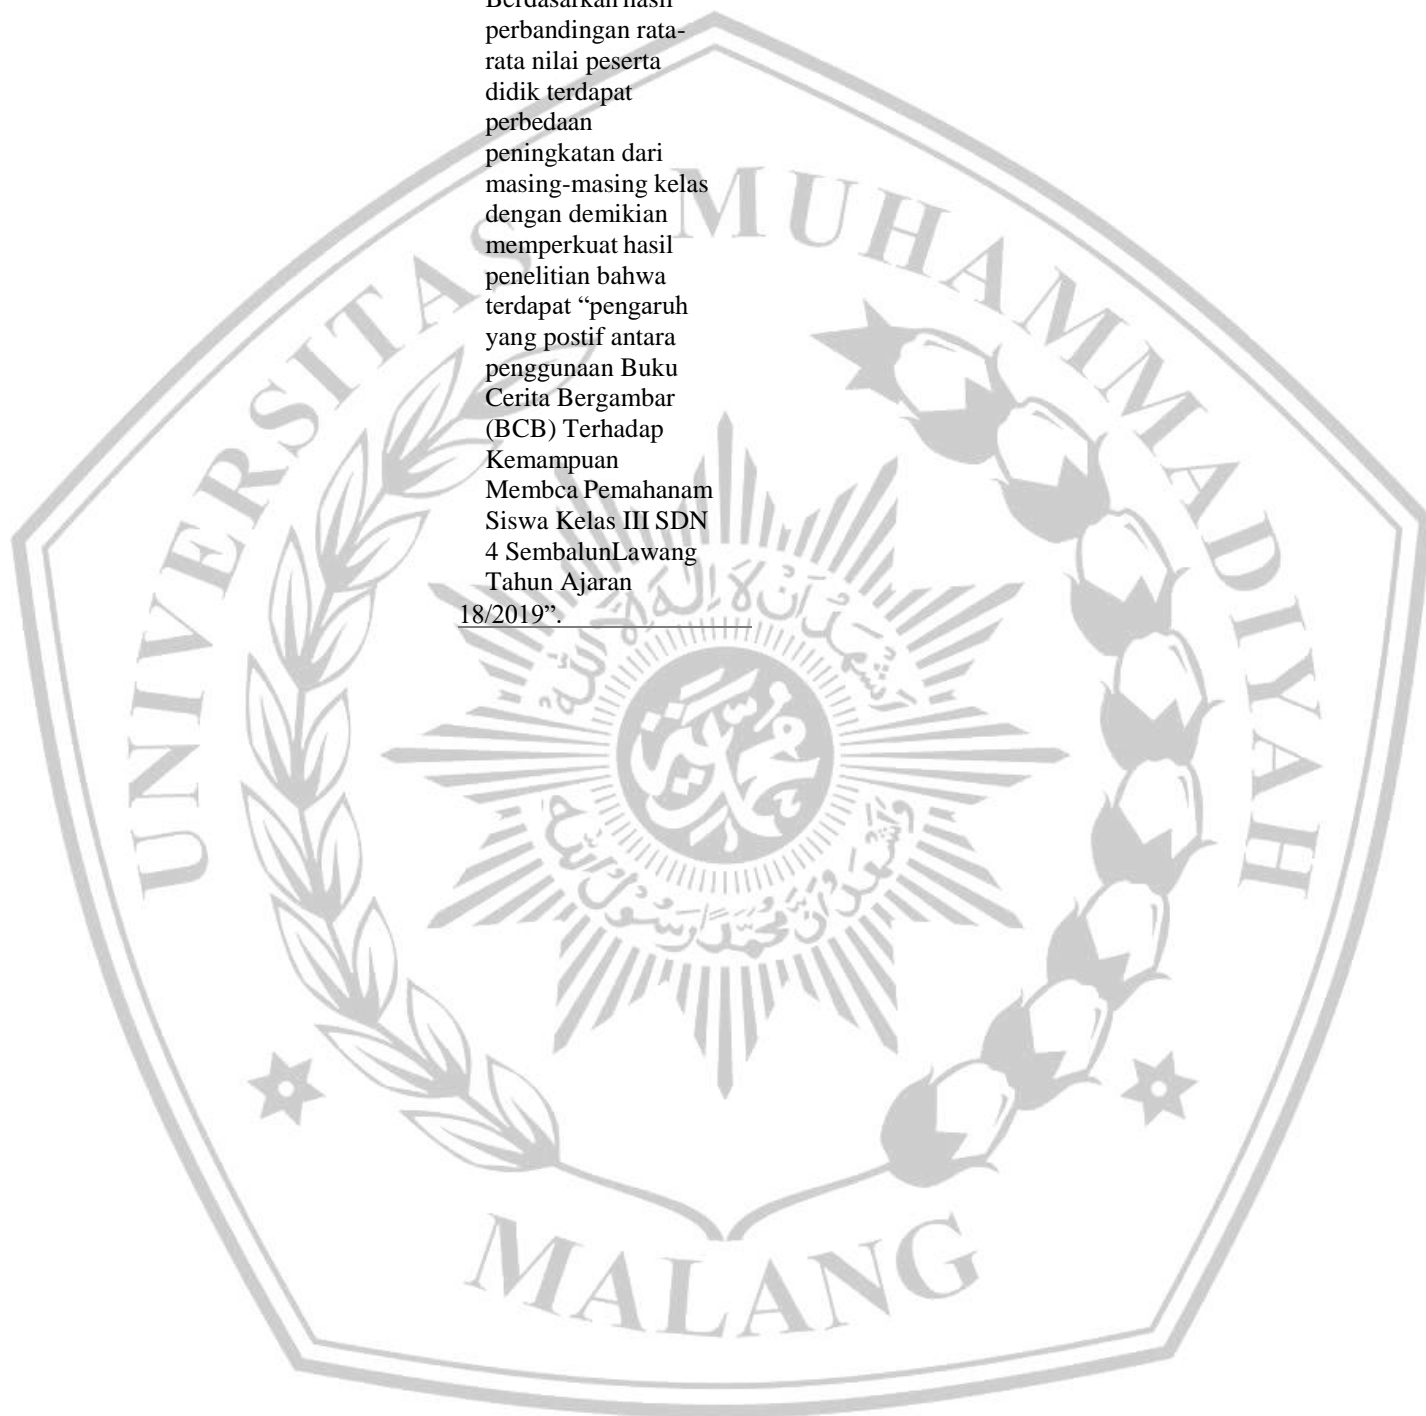 Berdasarkan hasil
perbandingan rata-
rata nilai peserta
didik terdapat
perbedaan
peningkatan dari
masing-masing kelas
dengan demikian
memperkuat hasil
penelitian bahwa
terdapat “pengaruh
yang postif antara
penggunaan Buku
Cerita Bergambar
(BCB) Terhadap
Kemampuan
Membca Pemahanam
Siswa Kelas III SDN
4 SembalunLawang
Tahun Ajaran
18/2019”.
UNIVERSITAS MUHAMMADIYAH
MALANG